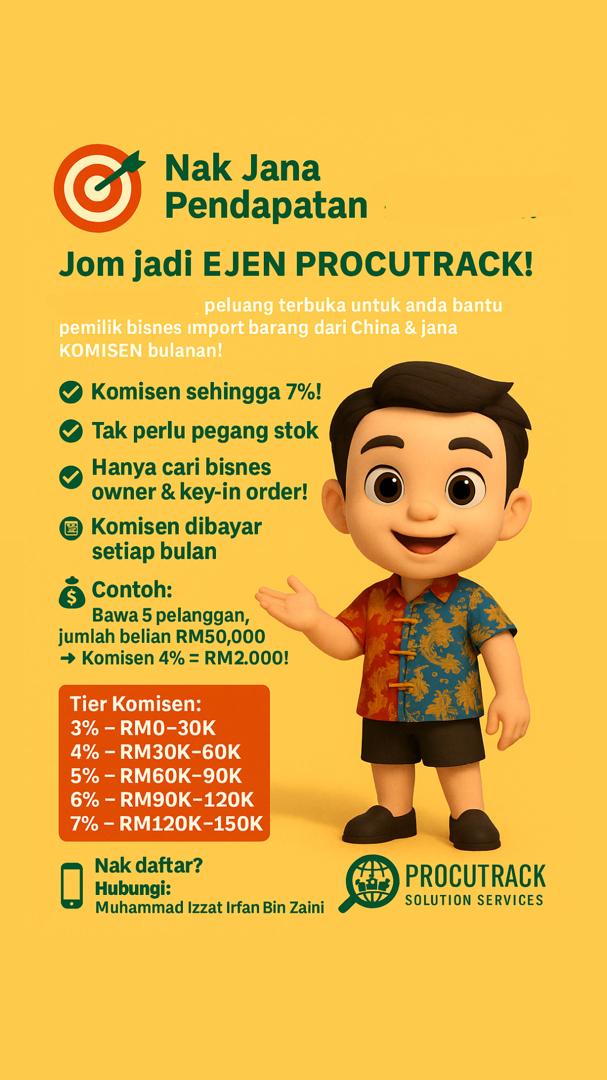 Nak Jana
Pendapatan
Jom jadi EJEN PROCUTRACK!
peluang terbuka untuk anda bantu
pemilik bisnes import barang dari China & jana
KOMISEN bulanan!
Komisen sehingga 7%!
Tak perlu pegang stok
Hanya cari bisnes
owner & key-in order!
Komisen dibayar
setiap bulan
Contoh:
Bawa 5 pelanggan,
jumlah belian RM50,000
➜ Komisen 4% = RM2.000!
Tier Komisen:
3% – RM0–30K
4% – RM30K–60K
5% – RM60K–90K
6% – RM90K–120K
7% – RM120K–150K
Nak daftar?
Hubungi:
Muhammad Izzat Irfan Bin Zaini
PROCUTRACK
SOLUTION SERVICES